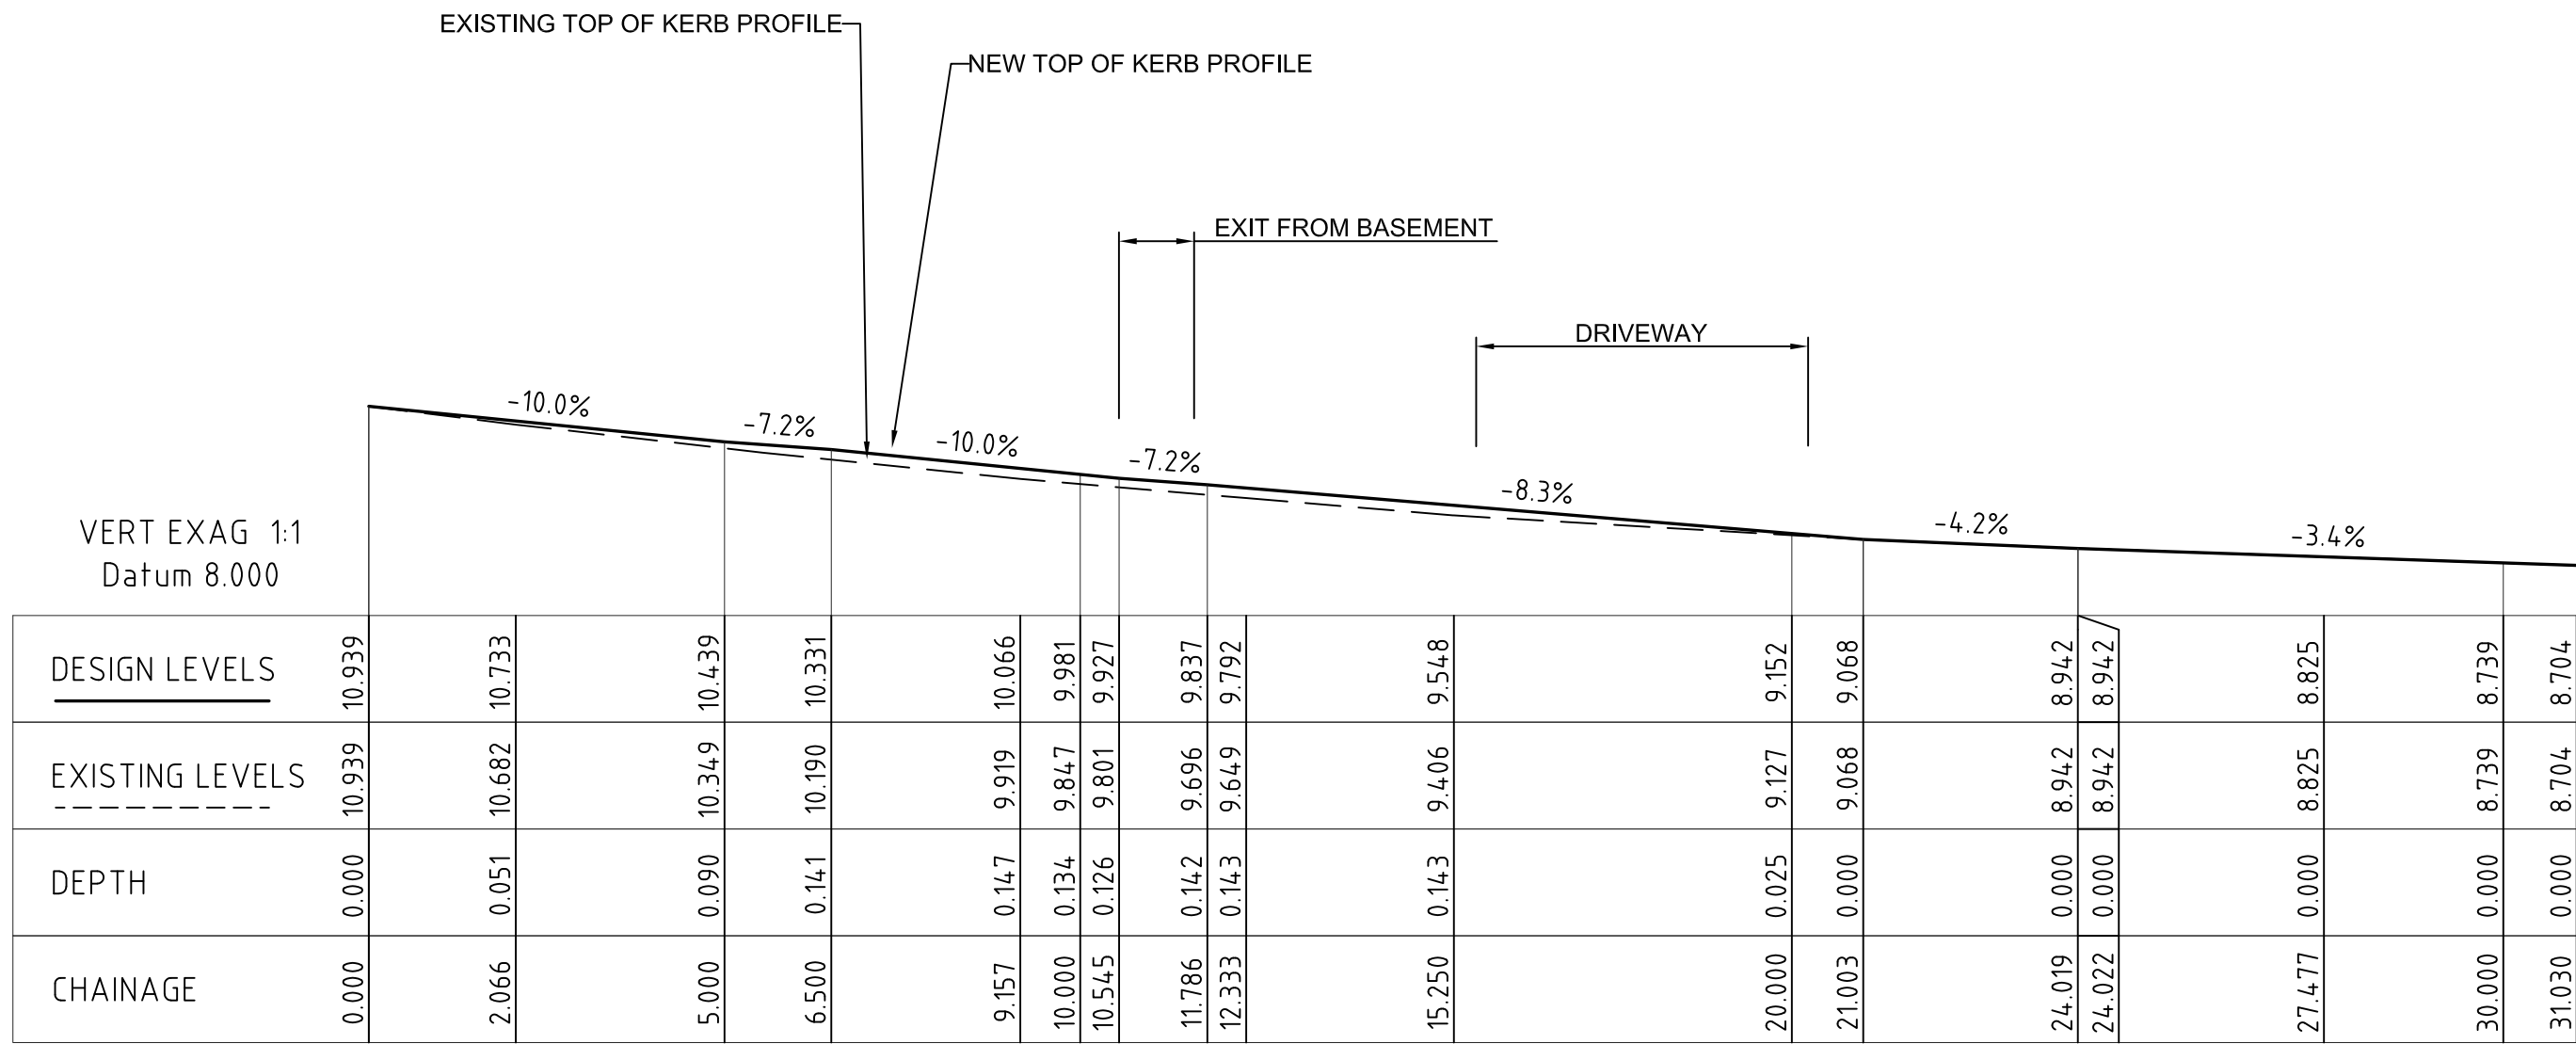 EXISTING TOP OF KERB PROFILE
NEW TOP OF KERB PROFILE
EXIT FROM BASEMENT
DRIVEWAY
-10.0%
-7.2%
-10.0%
-7.2%
-8.3%
-4.2%
-3.4%
VERT EXAG 1:1
Datum 8.000
DESIGN LEVELS 10.939 10.733 10.439 10.331 10.066 9.981 9.927 9.837 9.792 9.548 9.152 9.068 8.942 8.942 8.825 8.739 8.704
EXISTING LEVELS 10.939 10.682 10.349 10.190 9.919 9.847 9.801 9.696 9.649 9.406 9.127 9.068 8.942 8.942 8.825 8.739 8.704
DEPTH 0.000 0.051 0.090 0.141 0.147 0.134 0.126 0.142 0.143 0.143 0.025 0.000 0.000 0.000 0.000 0.000 0.000
CHAINAGE 0.000 2.066 5.000 6.500 9.157 10.000 10.545 11.786 12.333 15.250 20.000 21.003 24.019 24.022 27.477 30.000 31.030